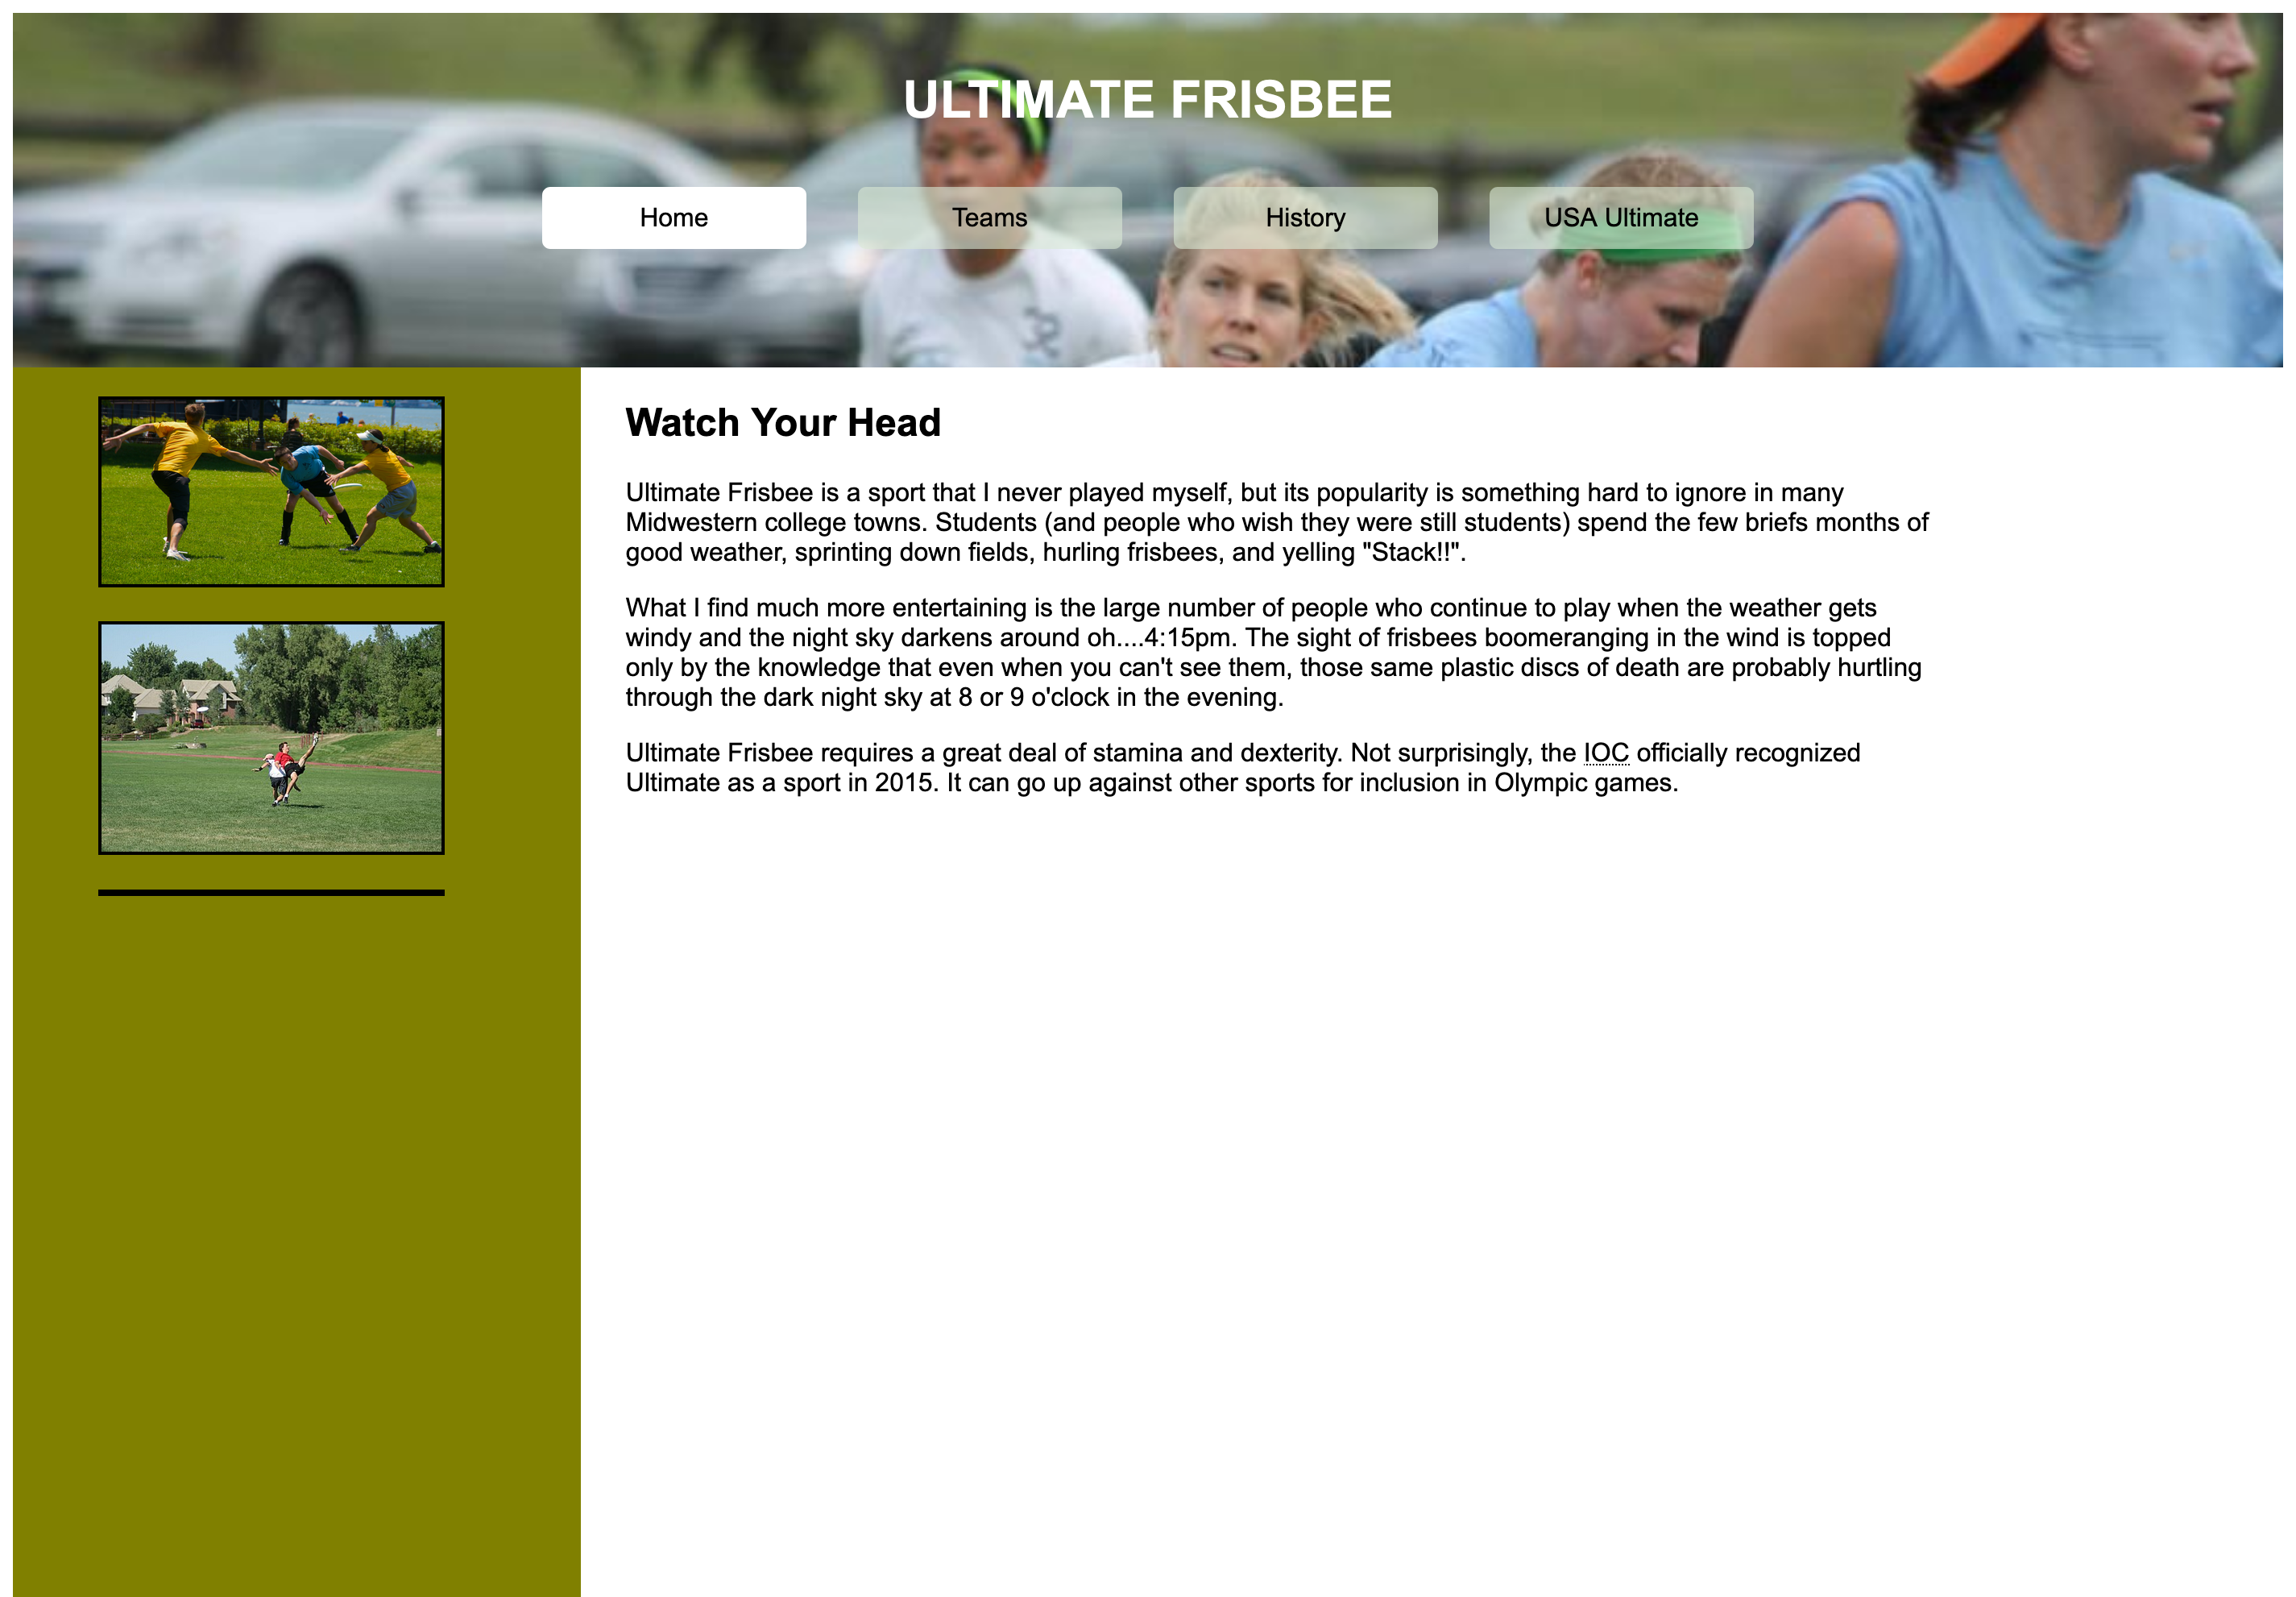 ULTIMATE FRISBEE
Home
Teams
History
USA Ultimate
Watch Your Head
Ultimate Frisbee is a sport that I never played myself, but its popularity is something hard to ignore in many
Midwestern college towns. Students (and people who wish they were still students) spend the few briefs months of
good weather, sprinting down fields, hurling frisbees, and yelling "Stack!!".
What I find much more entertaining is the large number of people who continue to play when the weather gets
windy and the night sky darkens around oh....4:15pm. The sight of frisbees boomeranging in the wind is topped
only by the knowledge that even when you can't see them, those same plastic discs of death are probably hurtling
through the dark night sky at 8 or 9 o'clock in the evening.
Ultimate Frisbee requires a great deal of stamina and dexterity. Not surprisingly, the IOC officially recognized
Ultimate as a sport in 2015. It can go up against other sports for inclusion in Olympic games.